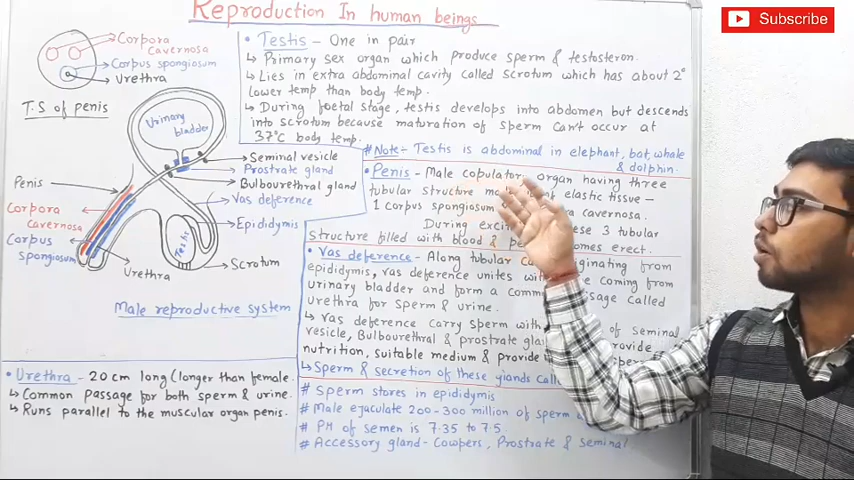 Reproduction In human beings
Subscribe
Corpora
Cavernosa
Corpus spongiosum
Urethra
T.S of penis
Urinary
bladder
Seminal vesicle
Prostrate gland
Bulbourethral gland
Vas deference
Epididymis
Testis
Scrotum
Penis
Corpora
Cavernosa
Corpus
spongiosum
Urethra
Male reproductive system
• Urethra - 20 cm long (longer than female.
↳ Common passage for both sperm & urine.
↳ Runs parallel to the muscular organ penis.
• Testis - One in pair
↳ Primary sex organ which produce sperm & testosteron.
↳ Lies in extra abdominal cavity called Scrotum which has about 2°
lower temp than body temp.
↳ During foetal stage, testis develops into abdomen but descends
into scrotum because maturation of sperm can't occur at
37°C body temp.
# Note:- Testis is abdominal in elephant, bat, whale
& dolphin.
• Penis - Male copulatory organ having three
tubular structure elastic tissue -
1 Corpus spongiosum cavernosa.
During these 3 tubular
structure filled with blood & becomes erect.
• Vas deference - Along tubular originating from
epididymis, vas deference unites with coming from
urinary bladder and form a common passage called
urethra for sperm & urine.
↳ Vas deference carry sperm with of seminal
vesicle, Bulbourethral & prostrate provide
nutrition, suitable medium & provide
↳ Sperm & secretion of these glands
# Sperm stores in epididymis
# Male ejaculate 200-300 million of sperm
# PH of semen is 7.35 to 7.5.
# Accessory gland - Cowpers, Prostrate & seminal